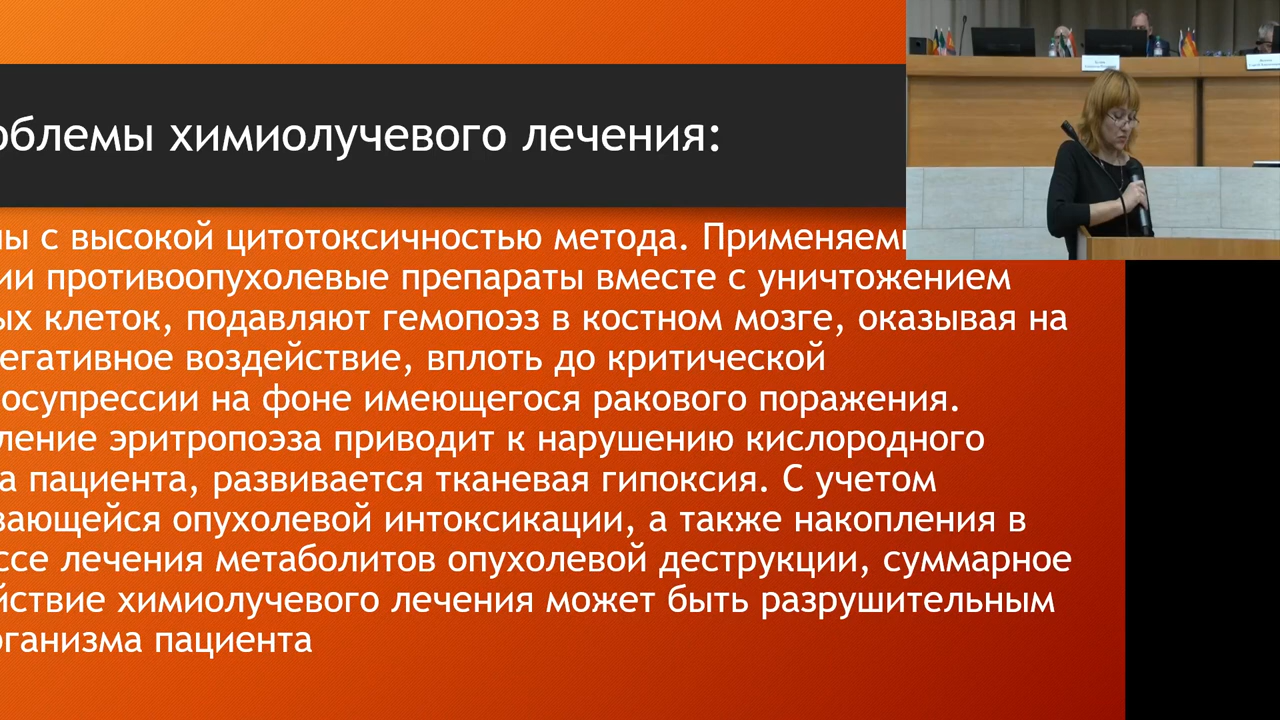 облемы химиолучевого лечения:
ны с высокой цитотоксичностью метода. Применяемы
ии противоопухолевые препараты вместе с уничтожением
ых клеток, подавляют гемопоэз в костном мозге, оказывая на
егативное воздействие, вплоть до критической
осупрессии на фоне имеющегося ракового поражения.
ление эритропоэза приводит к нарушению кислородного
а пациента, развивается тканевая гипоксия. С учетом
вающейся опухолевой интоксикации, а также накопления в
ссе лечения метаболитов опухолевой деструкции, суммарное
йствие химиолучевого лечения может быть разрушительным
рганизма пациента